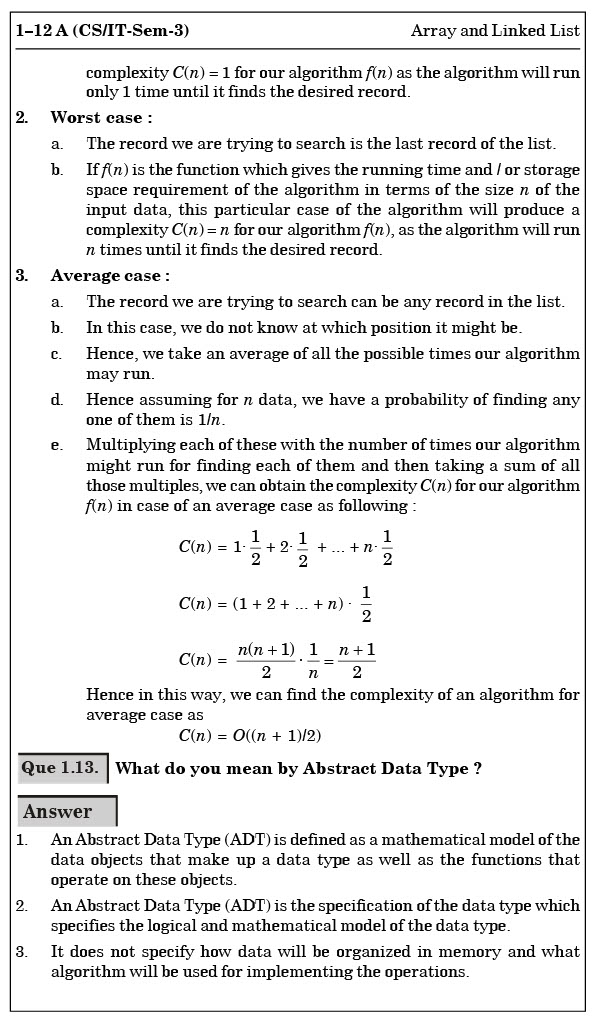 1–12 A (CS/IT-Sem-3) Array and Linked List
complexity C(n) = 1 for our algorithm f(n) as the algorithm will run
only 1 time until it finds the desired record.
2. Worst case :
a. The record we are trying to search is the last record of the list.
b. If f(n) is the function which gives the running time and / or storage
space requirement of the algorithm in terms of the size n of the
input data, this particular case of the algorithm will produce a
complexity C(n) = n for our algorithm f(n), as the algorithm will run
n times until it finds the desired record.
3. Average case :
a. The record we are trying to search can be any record in the list.
b. In this case, we do not know at which position it might be.
c. Hence, we take an average of all the possible times our algorithm
may run.
d. Hence assuming for n data, we have a probability of finding any
one of them is 1/n.
e. Multiplying each of these with the number of times our algorithm
might run for finding each of them and then taking a sum of all
those multiples, we can obtain the complexity C(n) for our algorithm
f(n) in case of an average case as following :
C(n) = 1· 1/2 + 2· 1/2 + ... + n· 1/2
C(n) = (1 + 2 + ... + n) · 1/2
C(n) = n(n + 1)/2 · 1/n = n + 1/2
Hence in this way, we can find the complexity of an algorithm for
average case as
C(n) = O((n + 1)/2)
Que 1.13. What do you mean by Abstract Data Type ?
Answer
1. An Abstract Data Type (ADT) is defined as a mathematical model of the
data objects that make up a data type as well as the functions that
operate on these objects.
2. An Abstract Data Type (ADT) is the specification of the data type which
specifies the logical and mathematical model of the data type.
3. It does not specify how data will be organized in memory and what
algorithm will be used for implementing the operations.